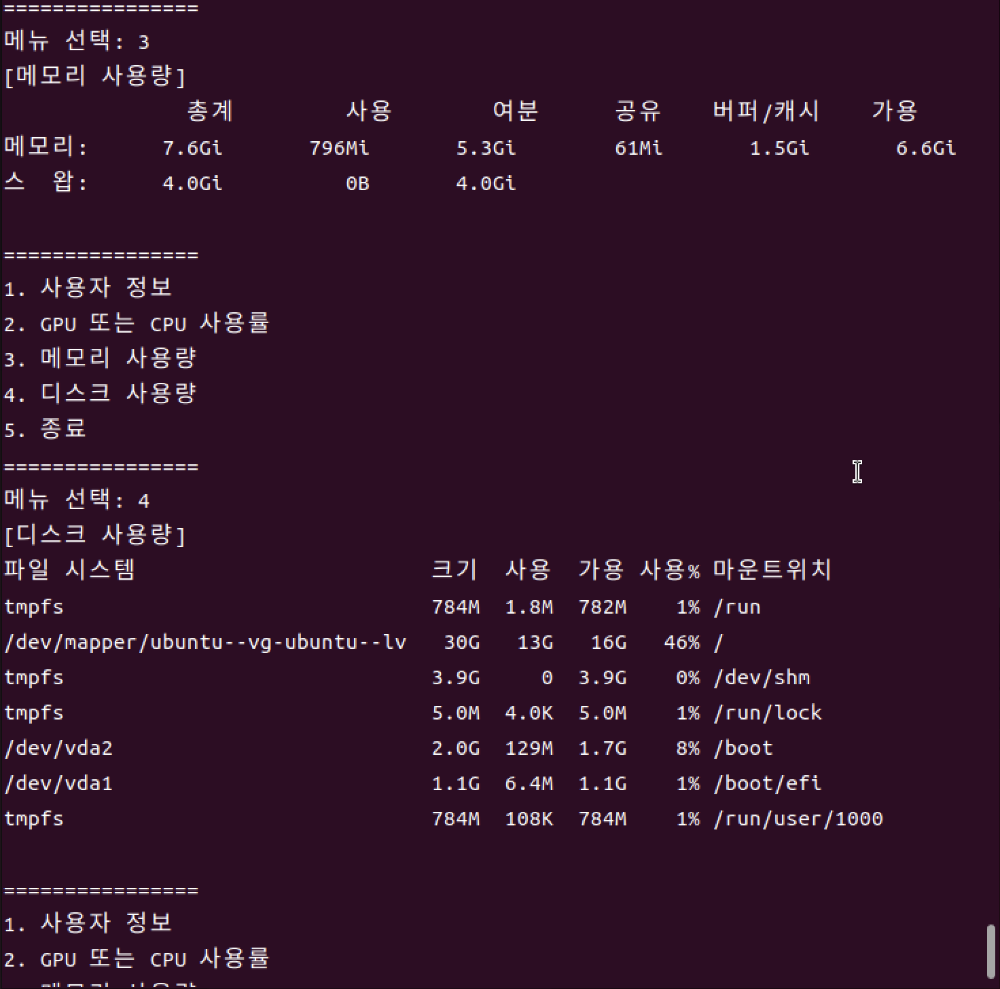 ================
메뉴 선택: 3
[메모리 사용량]
총계 사용 여분 공유 버퍼/캐시 가용
메모리: 7.6Gi 796Mi 5.3Gi 61Mi 1.5Gi 6.6Gi
스 왑: 4.0Gi 0B 4.0Gi
================
1. 사용자 정보
2. GPU 또는 CPU 사용률
3. 메모리 사용량
4. 디스크 사용량
5. 종료
================
메뉴 선택: 4
[디스크 사용량]
파일 시스템 크기 사용 가용 사용% 마운트위치
tmpfs 784M 1.8M 782M 1% /run
/dev/mapper/ubuntu--vg-ubuntu--lv 30G 13G 16G 46% /
tmpfs 3.9G 0 3.9G 0% /dev/shm
tmpfs 5.0M 4.0K 5.0M 1% /run/lock
/dev/vda2 2.0G 129M 1.7G 8% /boot
/dev/vda1 1.1G 6.4M 1.1G 1% /boot/efi
tmpfs 784M 108K 784M 1% /run/user/1000
================
1. 사용자 정보
2. GPU 또는 CPU 사용률